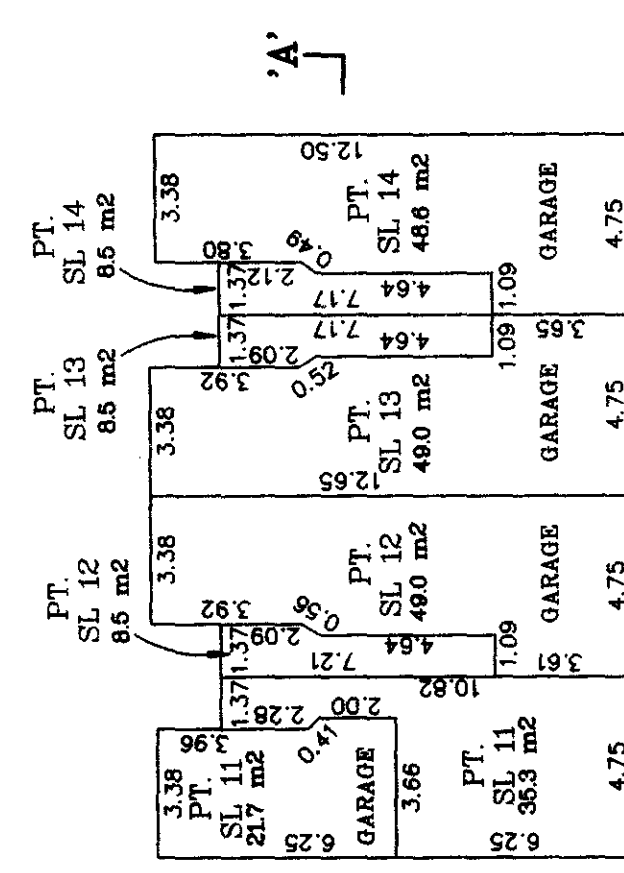 'A'
PT.
SL 14
8.5 m2
PT.
SL 13
8.5 m2
PT.
SL 12
8.5 m2
3.38
12.50
PT.
SL 14
48.6 m2
GARAGE
4.75
0.49
2.12
1.37
7.17
4.64
1.09
3.65
1.37
7.17
4.64
1.09
2.09
3.92
0.52
3.38
PT.
SL 13
49.0 m2
GARAGE
4.75
12.65
3.38
PT.
SL 12
49.0 m2
GARAGE
4.75
3.92
0.56
2.09
1.37
7.21
4.64
1.09
3.61
10.82
1.37
2.28
2.00
0.41
3.96
3.38
PT.
SL 11
21.7 m2
6.25
GARAGE
3.66
PT.
SL 11
35.3 m2
6.25
4.75